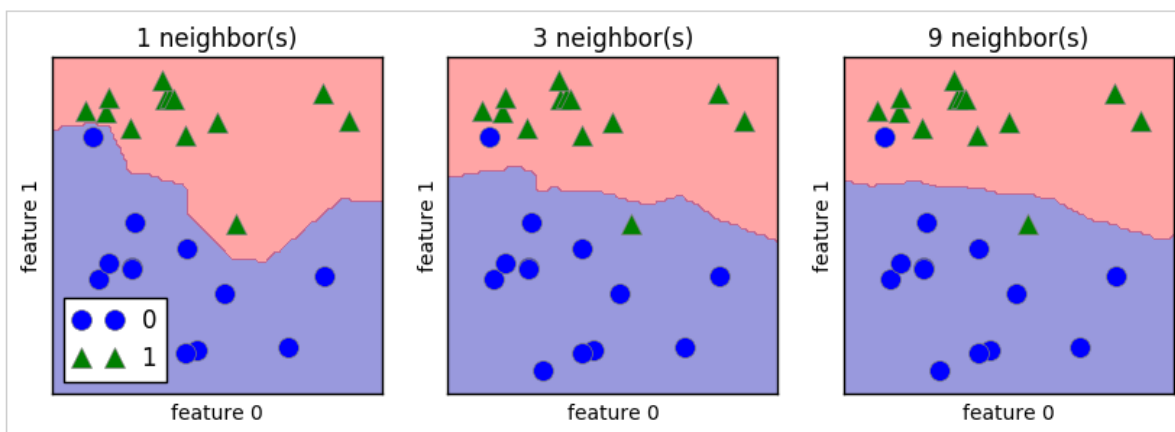 1 neighbor(s)
3 neighbor(s)
9 neighbor(s)
feature 1
feature 1
feature 1
0
1
feature 0
feature 0
feature 0